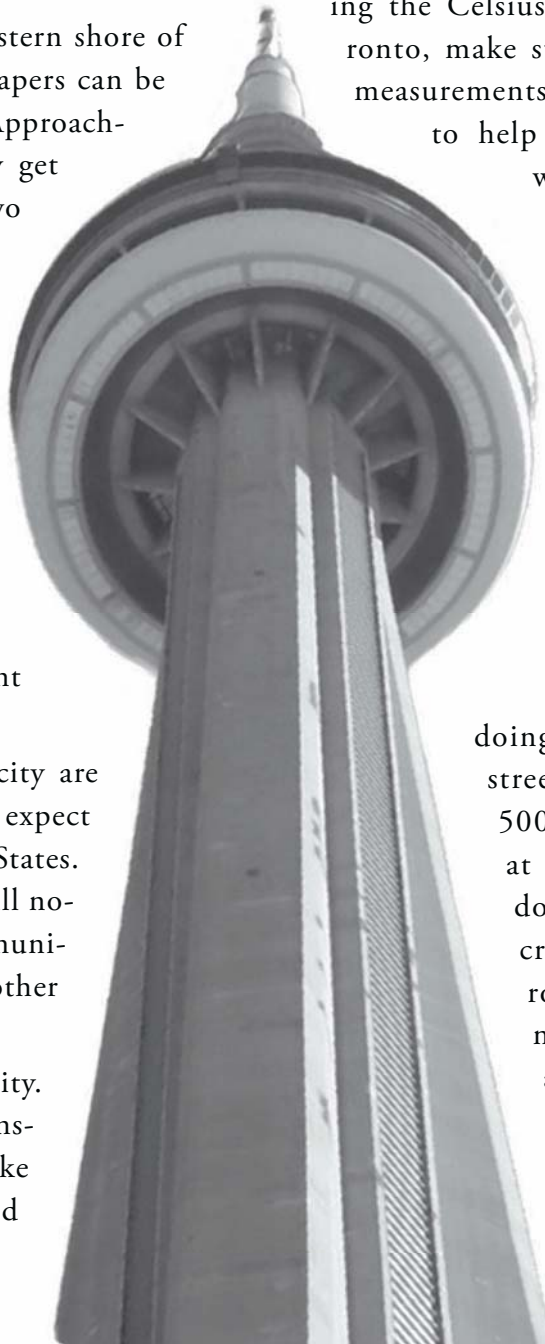 stern shore of
apers can be
Approach-
y get
wo
nt
city are
expect
States.
ll no-
muni-
other
ity.
ns-
ke
d
ing the Celsius
ronto, make s
measurements
to help
w
doing
stree
500
at
do
cr
ro